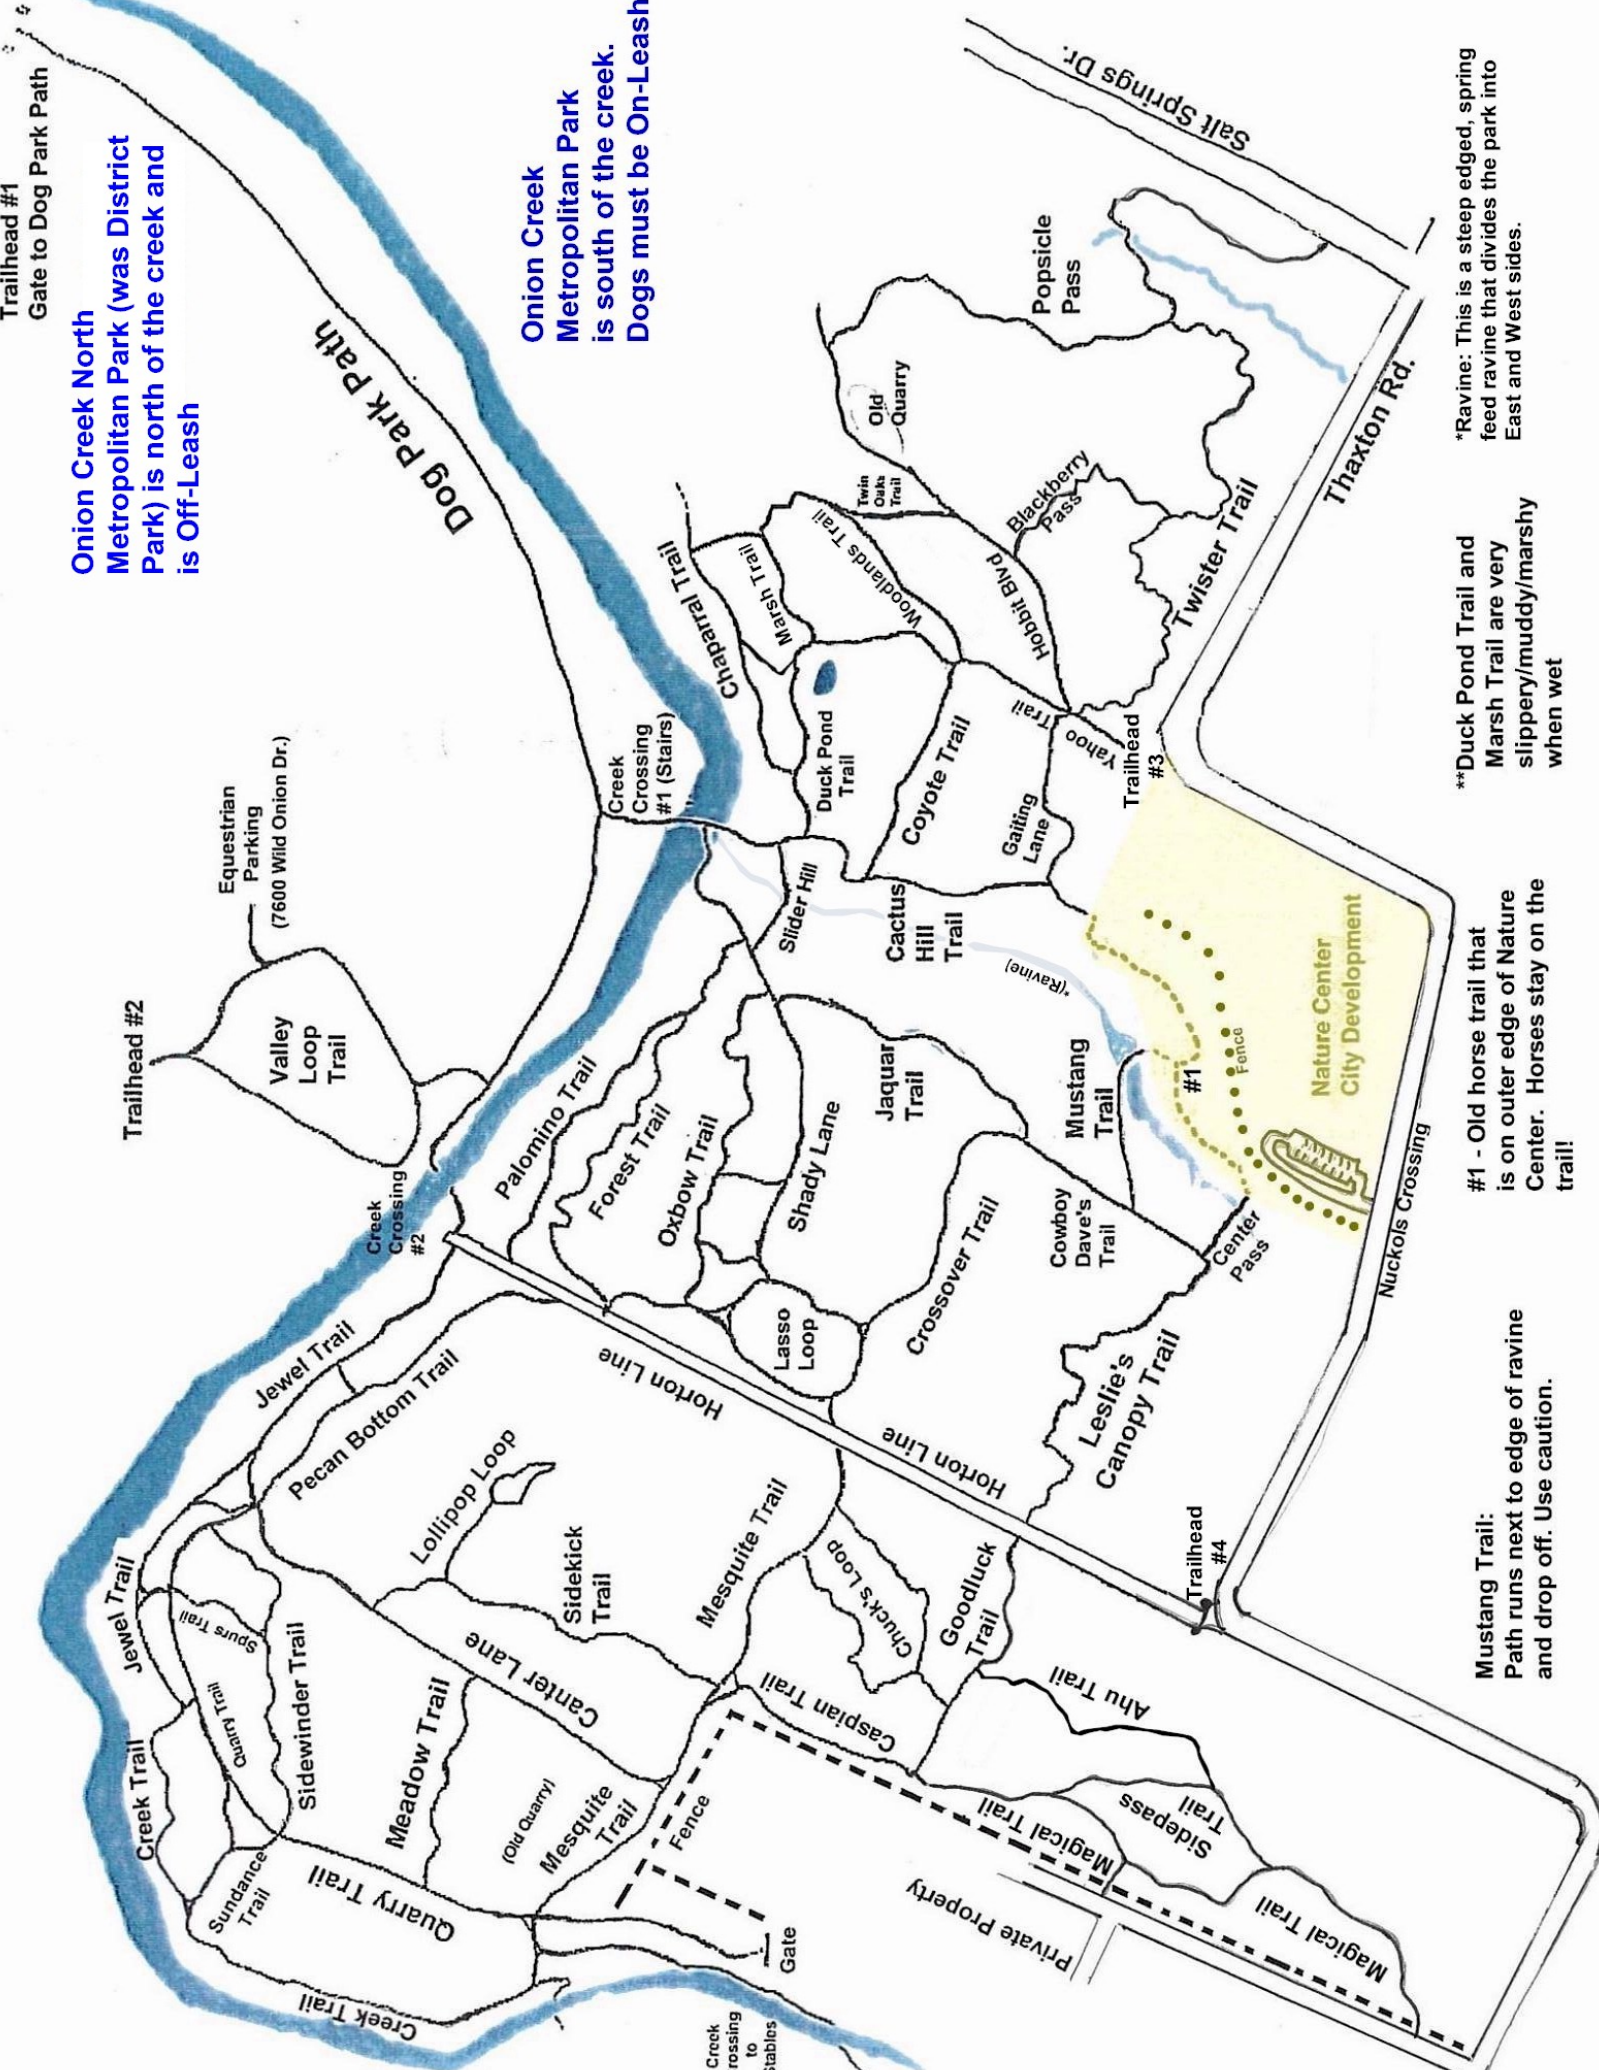 Trailhead #1
Gate to Dog Park Path
Onion Creek North
Metropolitan Park (was District
Park) is north of the creek and
is Off-Leash
Onion Creek
Metropolitan Park
is south of the creek.
Dogs must be On-Leash
Dog Park Path
Salt Springs Dr.
Popsicle
Pass
Old
Quarry
Twin
Oaks
Trail
Blackberry
Pass
Twister Trail
Thaxton Rd.
Hobbit Blvd
Woodlands Trail
Marsh Trail
Chaparral Trail
Duck Pond
Trail
Coyote Trail
Yahoo Trail
Gaiting
Lane
Trailhead
#3
Creek
Crossing
#1 (Stairs)
Equestrian
Parking
(7600 Wild Onion Dr.)
Trailhead #2
Valley
Loop
Trail
Slider Hill
Cactus
Hill
Trail
*(Ravine)
Mustang
Trail
#1
Fence
Nature Center
City Development
Nuckols Crossing
Jaquar
Trail
Palomino Trail
Forest Trail
Oxbow Trail
Shady Lane
Creek
Crossing
#2
Crossover Trail
Cowboy
Dave's
Trail
Center
Pass
Lasso
Loop
Leslie's
Canopy Trail
Horton Line
Horton Line
Jewel Trail
Pecan Bottom Trail
Lollipop Loop
Sidekick
Trail
Mesquite Trail
Chuck's Loop
Goodluck
Trail
Trailhead
#4
Jewel Trail
Spurs Trail
Sidewinder Trail
Quarry Trail
Canter Lane
Meadow Trail
Caspian Trail
Ahu Trail
Creek Trail
Sundance
Trail
Quarry Trail
(Old Quarry)
Mesquite
Trail
Fence
Magical Trail
Sidepass
Trail
Magical Trail
Private Property
Gate
Creek Trail
Creek
rossing
to
tables
*Ravine: This is a steep edged, spring
feed ravine that divides the park into
East and West sides.
**Duck Pond Trail and
Marsh Trail are very
slippery/muddy/marshy
when wet
#1 - Old horse trail that
is on outer edge of Nature
Center. Horses stay on the
trail!
Mustang Trail:
Path runs next to edge of ravine
and drop off. Use caution.